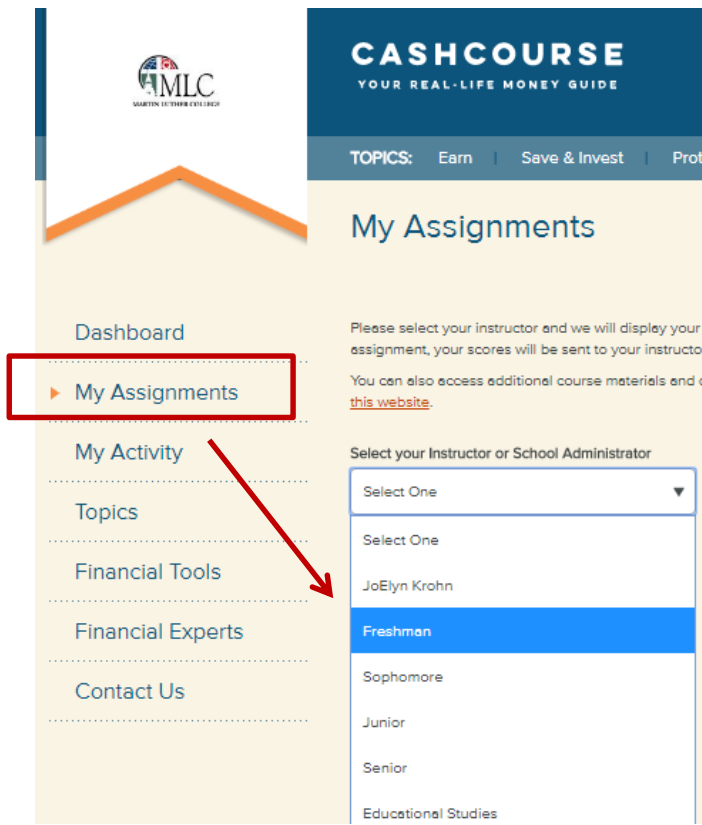 MLC
MARTIN LUTHER COLLEGE
CASHCOURSE
YOUR REAL-LIFE MONEY GUIDE
TOPICS: Earn | Save & Invest | Prot
My Assignments
Dashboard
My Assignments
My Activity
Topics
Financial Tools
Financial Experts
Contact Us
Please select your instructor and we will display your
assignment, your scores will be sent to your instructo
You can also access additional course materials and
this website.
Select your Instructor or School Administrator
Select One
Select One
JoElyn Krohn
Freshman
Sophomore
Junior
Senior
Educational Studies